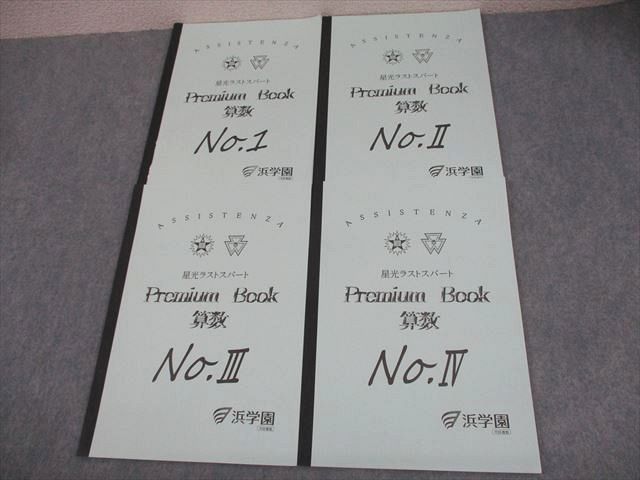 ASSISTENZA
星光ラストスパート
Premium Book
算数
No.1
浜学園
ASSISTENZA
星光ラストスパート
Premium Book
算数
No.Ⅱ
浜学園
ASSISTENZA
星光ラストスパート
Premium Book
算数
No.Ⅲ
浜学園
ASSISTENZA
星光ラストスパート
Premium Book
算数
No.Ⅳ
浜学園